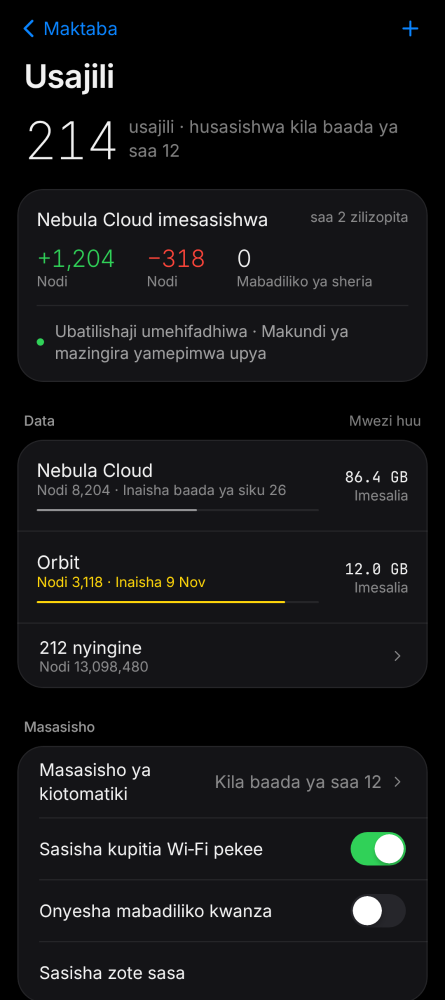 Maktaba
Usajili
214
usajili · husasishwa kila baada ya
saa 12
Nebula Cloud imesasishwa
saa 2 zilizopita
+1,204
−318
0
Nodi
Nodi
Mabadiliko ya sheria
Ubatilishaji umehifadhiwa · Makundi ya
mazingira yamepimwa upya
Data
Mwezi huu
Nebula Cloud
86.4 GB
Nodi 8,204 · Inaisha baada ya siku 26
Imesalia
Orbit
12.0 GB
Nodi 3,118 · Inaisha 9 Nov
Imesalia
212 nyingine
Nodi 13,098,480
Masasisho
Masasisho ya
kiotomatiki
Kila baada ya saa 12
Sasisha kupitia Wi-Fi pekee
Onyesha mabadiliko kwanza
Sasisha zote sasa